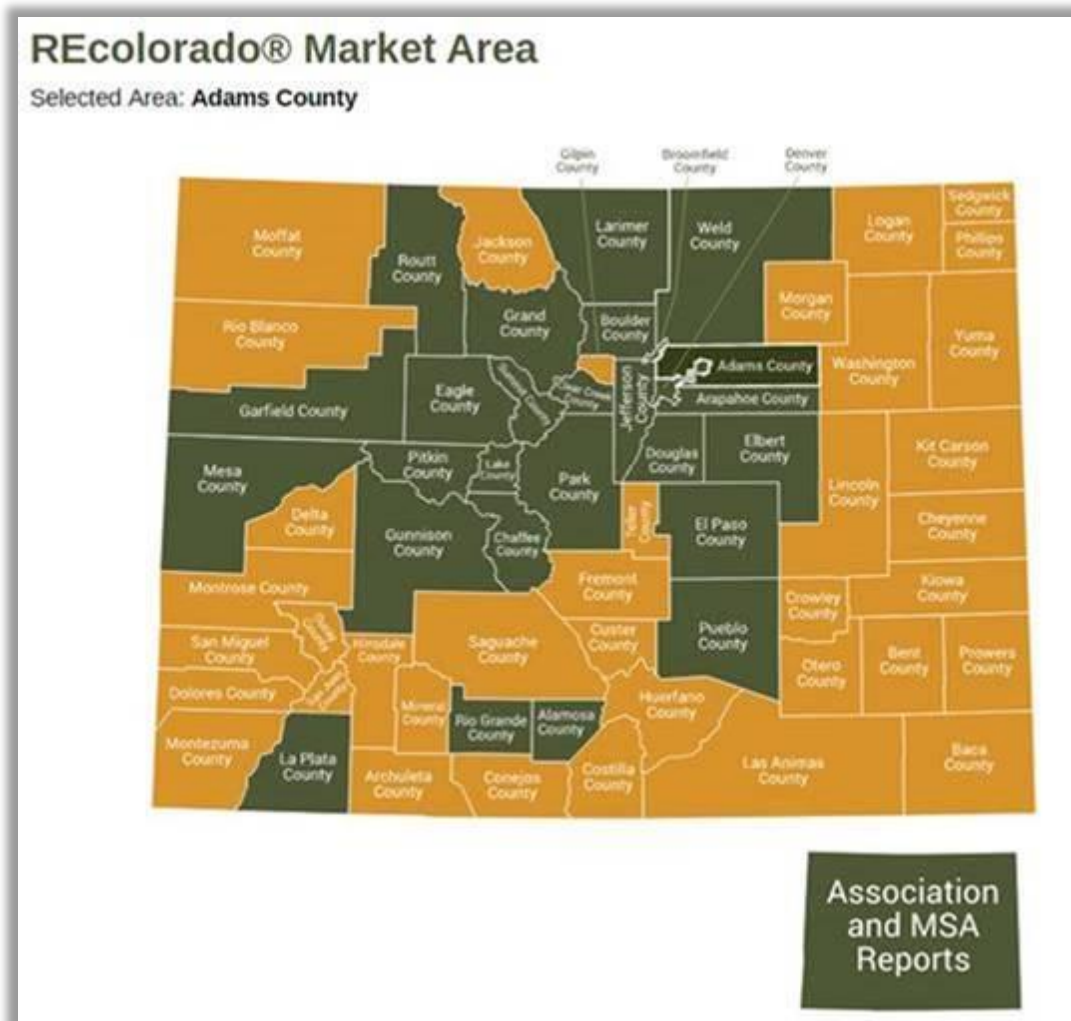 REcolorado® Market Area
Selected Area: Adams County
Gilpin
County
Broomfield
County
Denver
County
Moffat
County
Routt
County
Jackson
County
Larimer
County
Weld
County
Logan
County
Sedgwick
County
Phillips
County
Rio Blanco
County
Grand
County
Boulder
County
Morgan
County
Washington
County
Yuma
County
Garfield County
Eagle
County
Summit County
Clear Creek
County
Jefferson
County
Adams County
Arapahoe County
Mesa
County
Pitkin
County
Lake
County
Park
County
Douglas
County
Elbert
County
Lincoln
County
Kit Carson
County
Delta
County
Gunnison
County
Chaffee
County
Teller
County
El Paso
County
Cheyenne
County
Montrose County
Fremont
County
Crowley
County
Kiowa
County
San Miguel
County
Ouray
County
Hinsdale
County
Saguache
County
Custer
County
Pueblo
County
Otero
County
Bent
County
Prowers
County
Dolores County
San Juan
County
Mineral
County
Rio Grande
County
Alamosa
County
Huerfano
County
Montezuma
County
La Plata
County
Archuleta
County
Conejos
County
Costilla
County
Las Animas
County
Baca
County
Association
and MSA
Reports